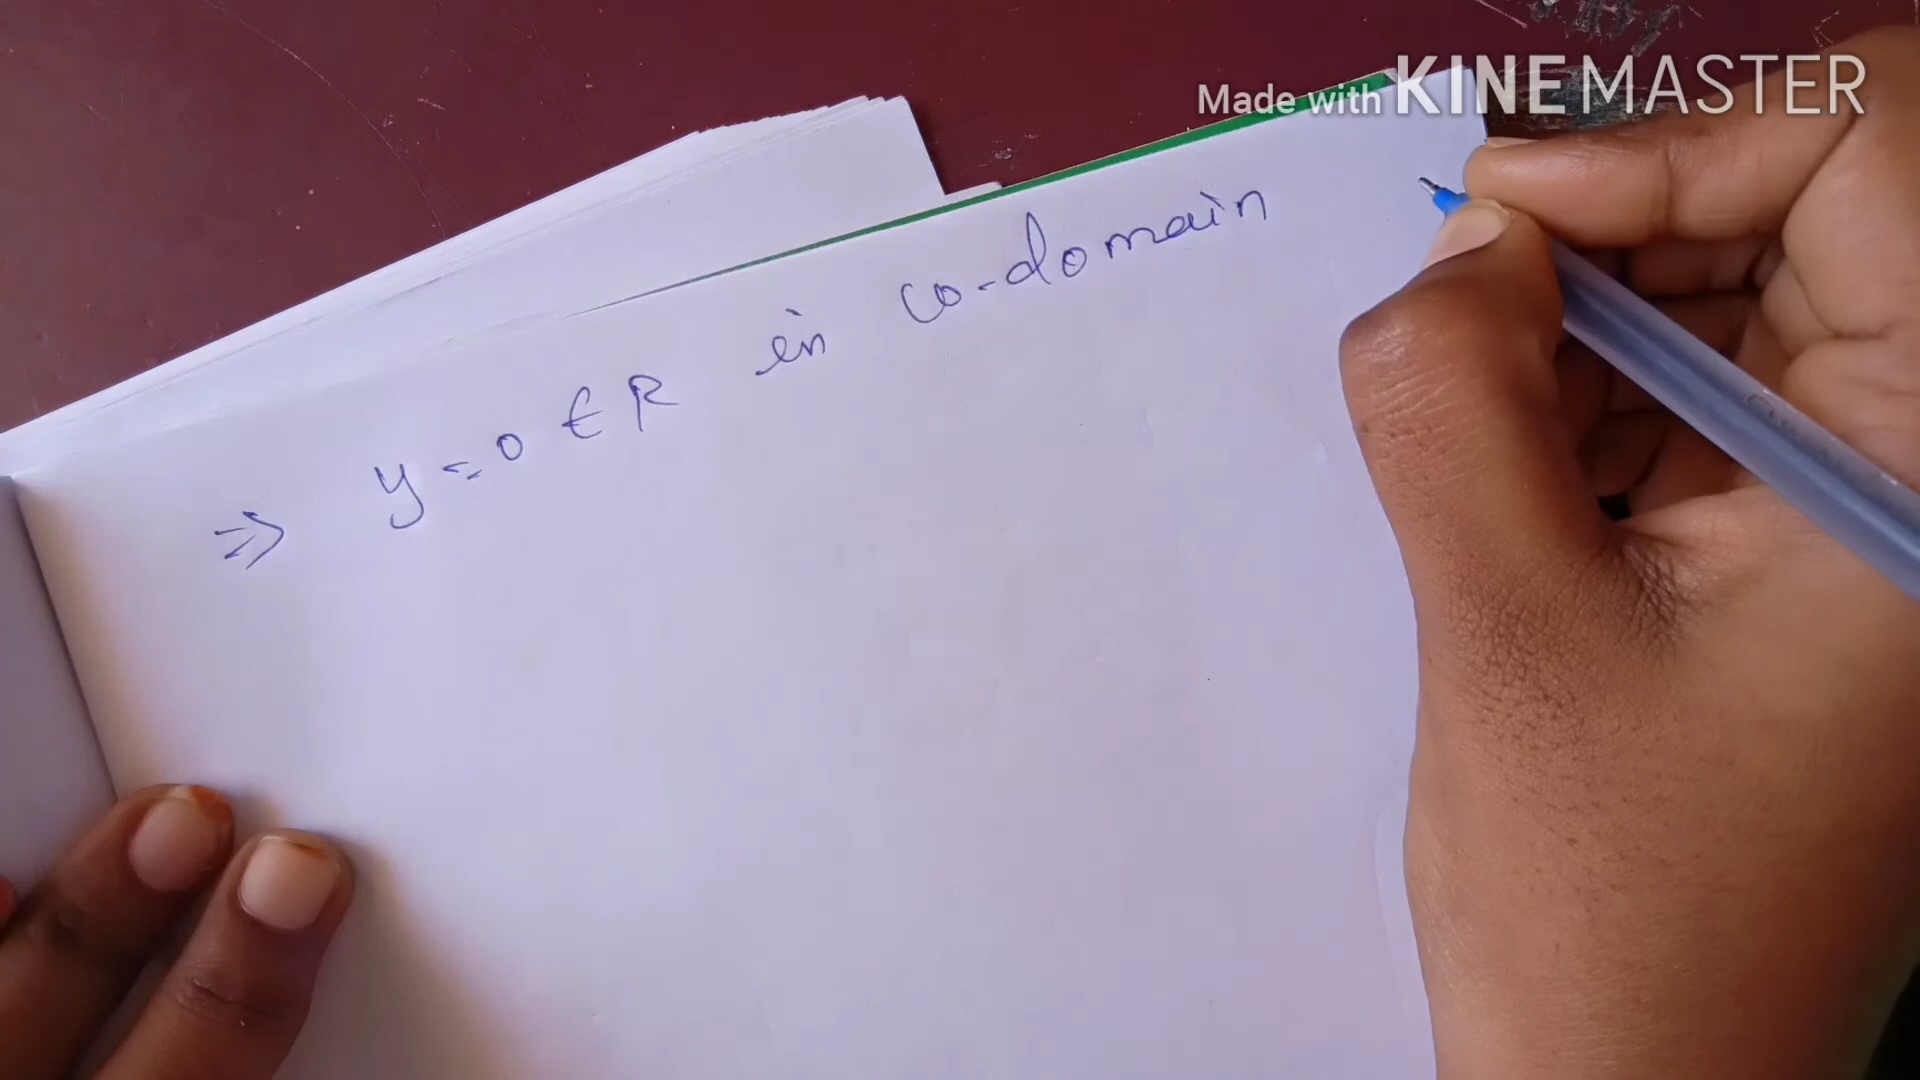 Made with KINEMASTER
⇒ y = 0 ∈ R in co-domain